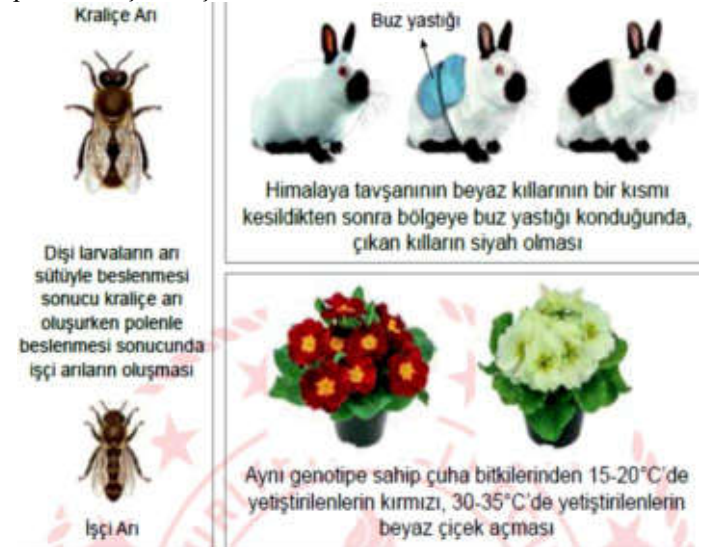 Kraliçe Arı
Dişi larvaların arı
sütüyle beslenmesi
sonucu kraliçe arı
oluşurken polenle
beslenmesi sonucunda
işçi arıların oluşması
İşçi Arı
Buz yastığı
Himalaya tavşanının beyaz kıllarının bir kısmı
kesildikten sonra bölgeye buz yastığı konduğunda,
çıkan kılların siyah olması
Aynı genotipe sahip çuha bitkilerinden 15-20°C'de
yetiştirilenlerin kırmızı, 30-35°C'de yetiştirilenlerin
beyaz çiçek açması